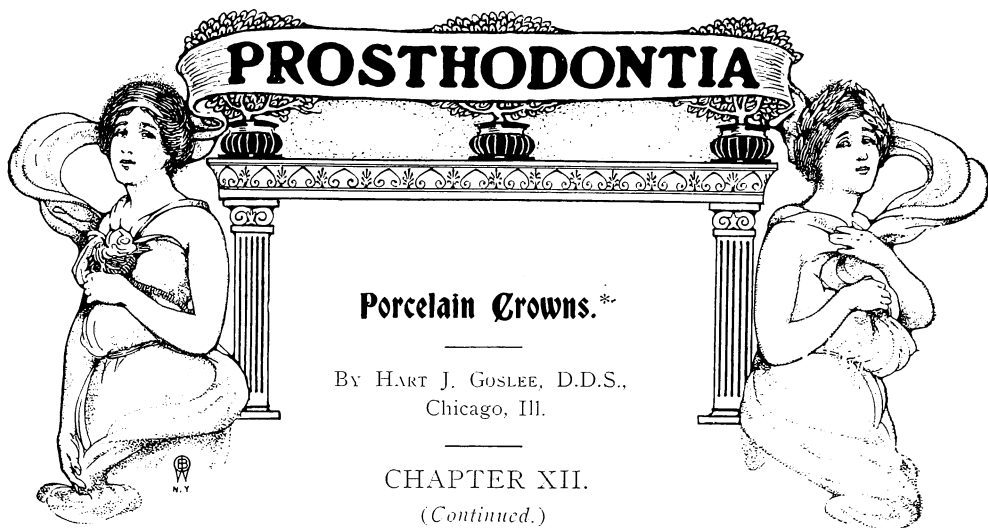 PROSTHODONTIA
Porcelain Crowns.*
By Hart J. Goslee, D.D.S.,
Chicago, Ill.
N.Y
CHAPTER XII.
(Continued.)